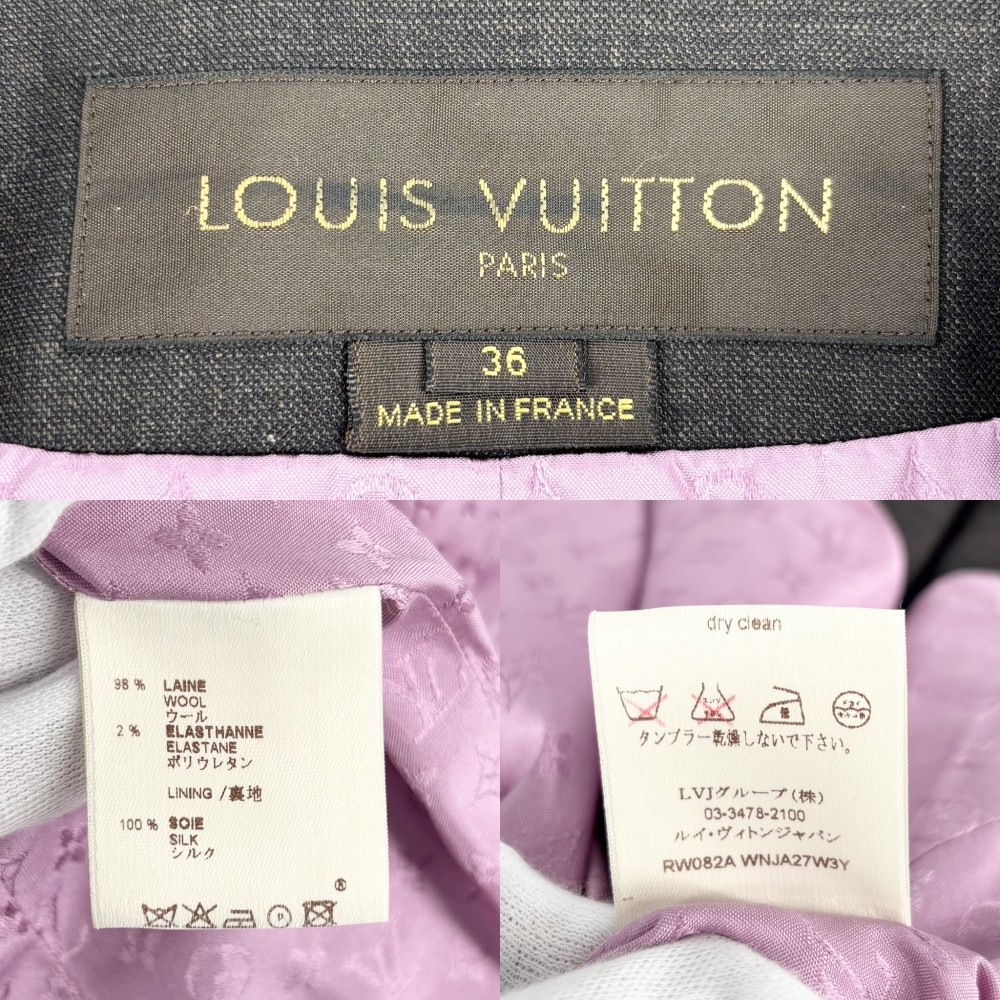 LOUIS VUITTON
PARIS
36
MADE IN FRANCE
98 % LAINE
WOOL
ウール
2 % ELASTHANNE
ELASTANE
ポリウレタン
LINING / 裏地
100 % SOIE
SILK
シルク
®
P
dry clean
タンブラー乾燥しないで下さい。
LVJグループ(株)
03-3478-2100
ルイ・ヴィトンジャパン
RW082A WNJA27W3Y